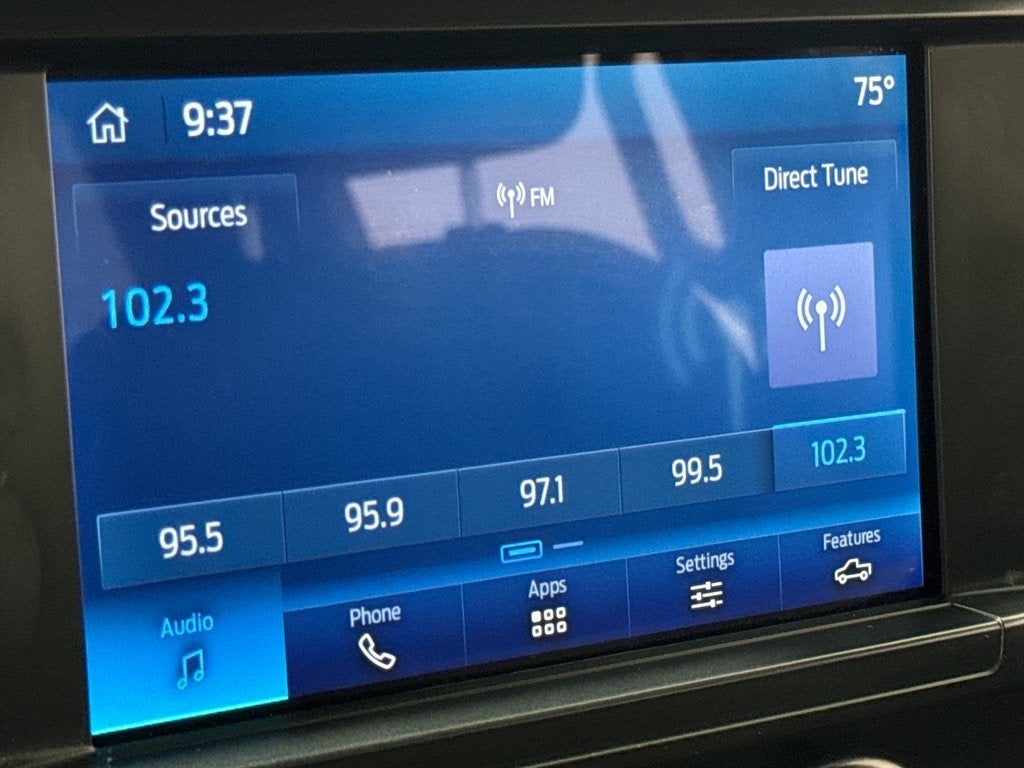 9:37
75°
Sources
FM
Direct Tune
102.3
95.5
95.9
97.1
99.5
102.3
Audio
Phone
Apps
Settings
Features